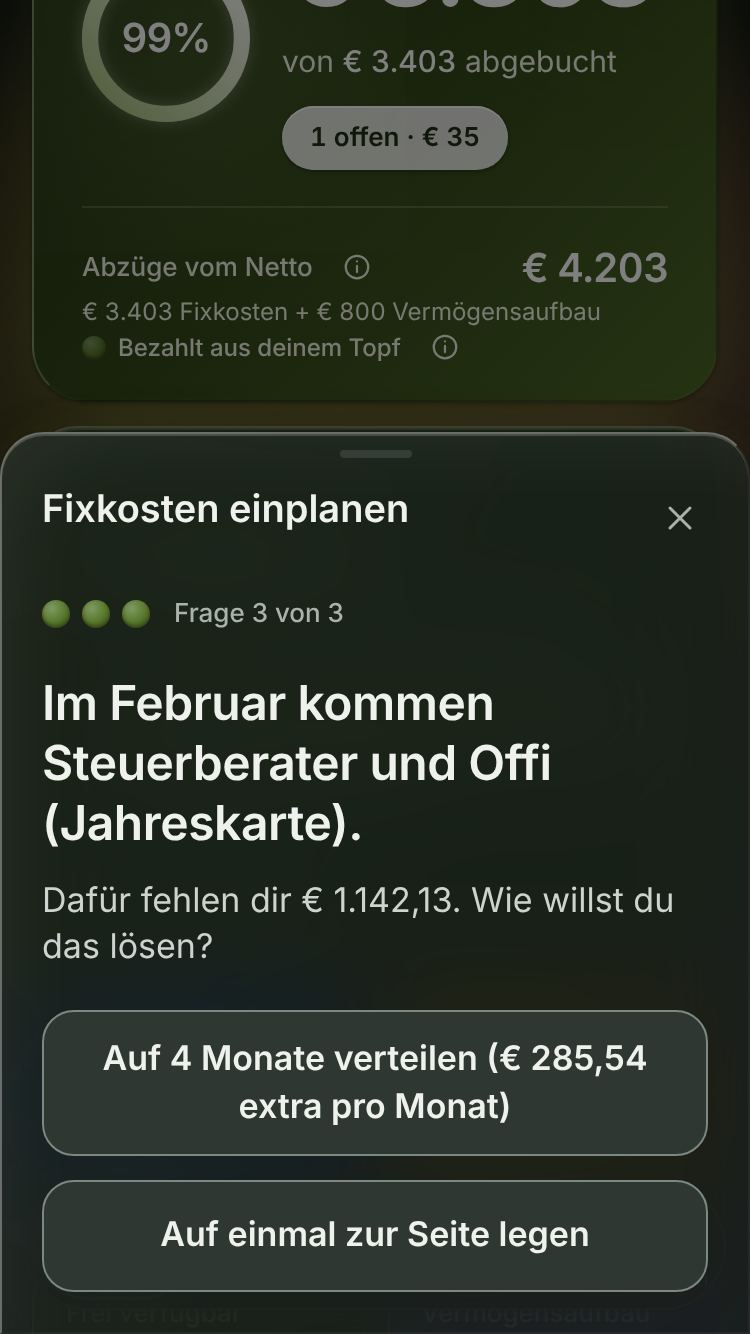 99%
von € 3.403 abgebucht
1 offen · € 35
Abzüge vom Netto
€ 4.203
€ 3.403 Fixkosten + € 800 Vermögensaufbau
Bezahlt aus deinem Topf
Fixkosten einplanen
Frage 3 von 3
Im Februar kommen
Steuerberater und Offi
(Jahreskarte).
Dafür fehlen dir € 1.142,13. Wie willst du
das lösen?
Auf 4 Monate verteilen (€ 285,54
extra pro Monat)
Auf einmal zur Seite legen
Frei verfügbar
Vermögensaufbau